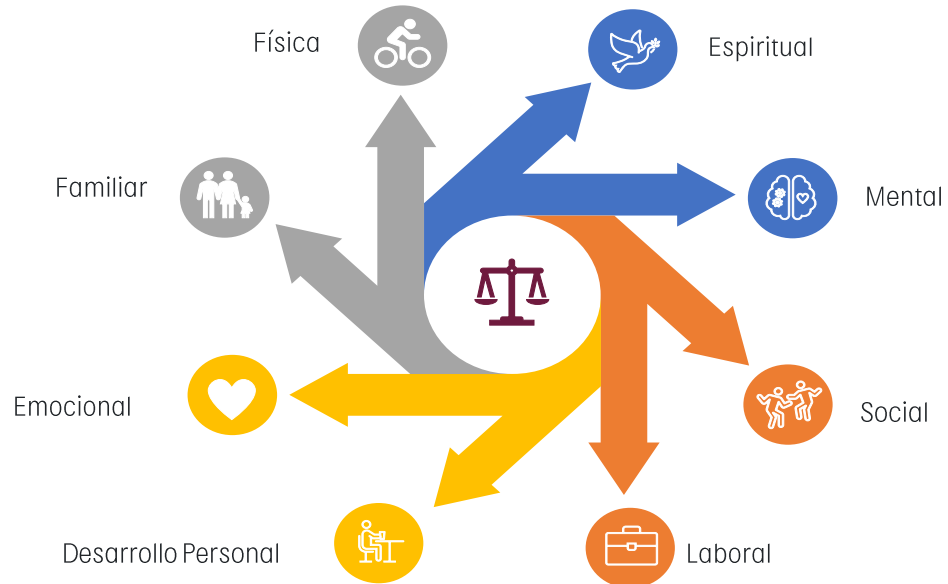 Física
Espiritual
Familiar
Mental
Emocional
Social
Desarrollo Personal
Laboral